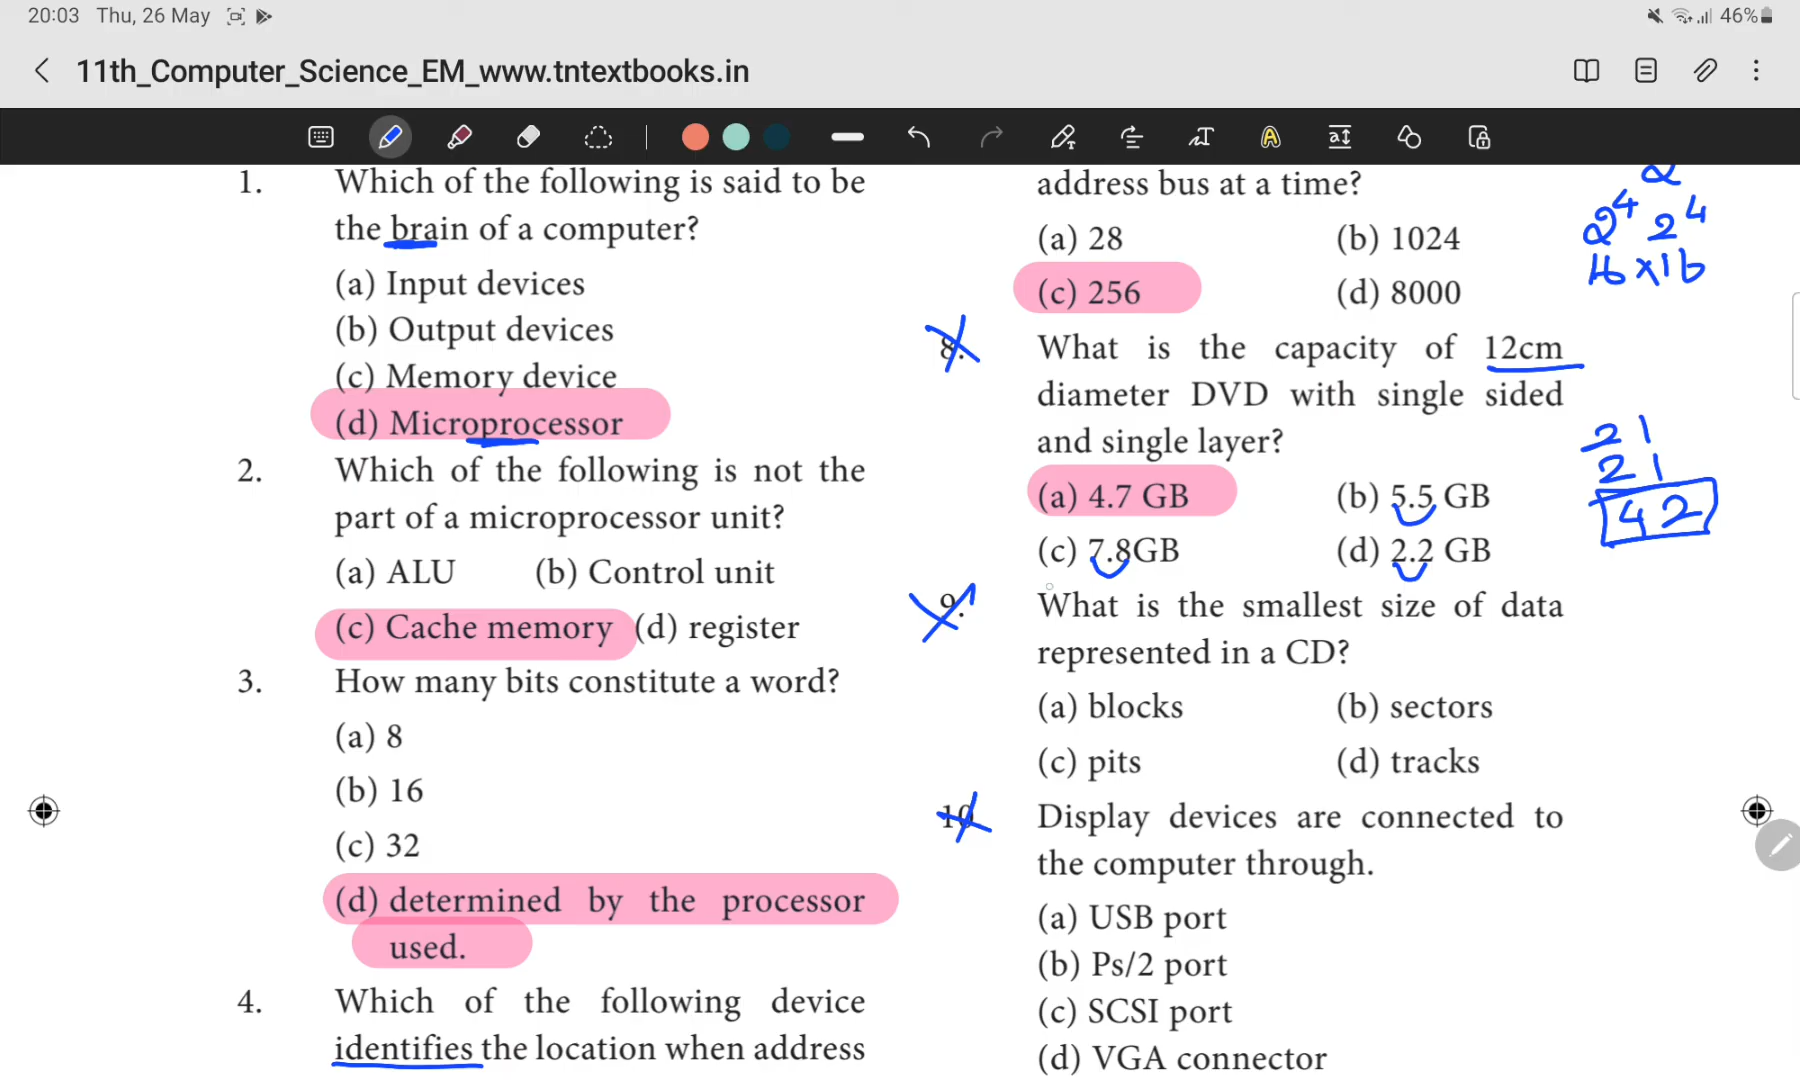 20:03 Thu, 26 May
46%
11th_Computer_Science_EM_www.tntextbooks.in
1. Which of the following is said to be
the brain of a computer?
(a) Input devices
(b) Output devices
(c) Memory device
(d) Microprocessor
2. Which of the following is not the
part of a microprocessor unit?
(a) ALU (b) Control unit
(c) Cache memory (d) register
3. How many bits constitute a word?
(a) 8
(b) 16
(c) 32
(d) determined by the processor
used.
4. Which of the following device
identifies the location when address
address bus at a time?
(a) 28 (b) 1024
(c) 256 (d) 8000
8. What is the capacity of 12cm
diameter DVD with single sided
and single layer?
(a) 4.7 GB (b) 5.5 GB
(c) 7.8GB (d) 2.2 GB
9. What is the smallest size of data
represented in a CD?
(a) blocks (b) sectors
(c) pits (d) tracks
10 Display devices are connected to
the computer through.
(a) USB port
(b) Ps/2 port
(c) SCSI port
(d) VGA connector
2
2⁴ 2⁴
16 x 16
21
21
42